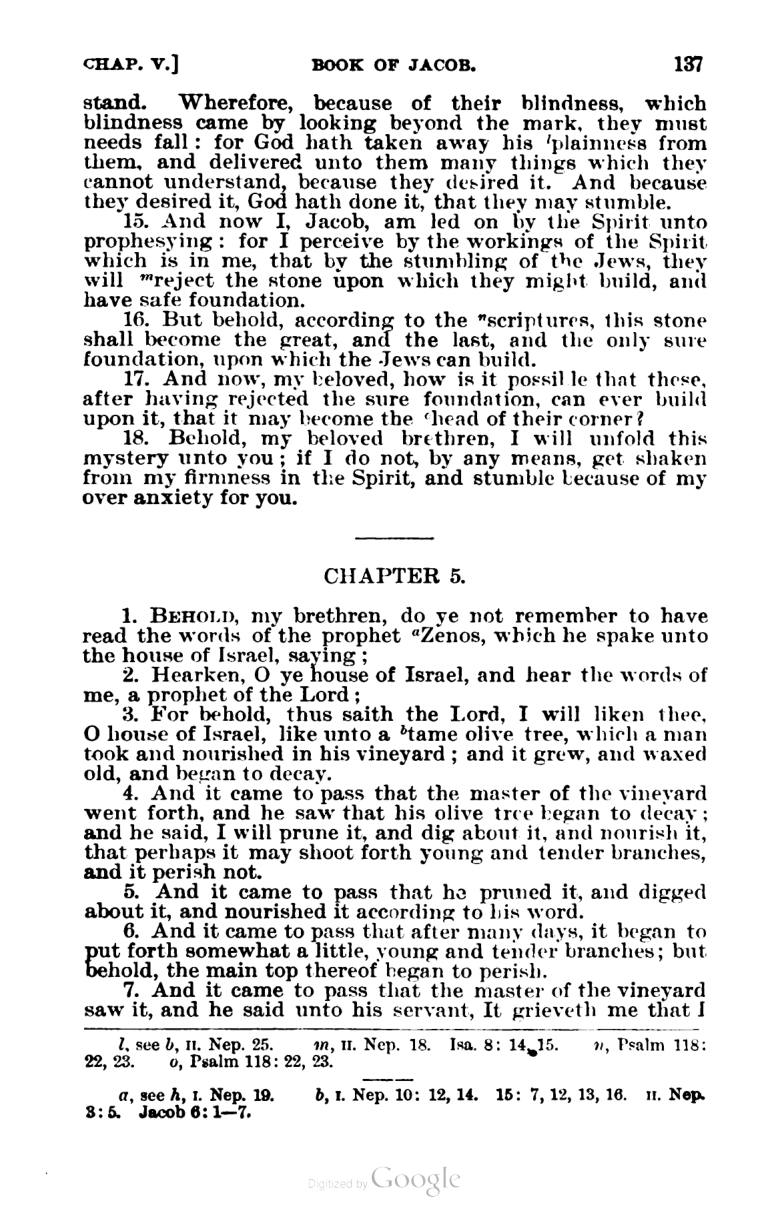 CHAP. V.] BOOK OF JACOB. 137
stand. Wherefore, because of their blindness, which
blindness came by looking beyond the mark, they must
needs fall : for God hath taken away his ˡplainness from
them, and delivered unto them many things which they
cannot understand, because they desired it. And because
they desired it, God hath done it, that they may stumble.
15. And now I, Jacob, am led on by the Spirit unto
prophesying : for I perceive by the workings of the Spirit
which is in me, that by the stumbling of the Jews, they
will ᵐreject the stone upon which they might build, and
have safe foundation.
16. But behold, according to the ⁿscriptures, this stone
shall become the great, and the last, and the only sure
foundation, upon which the Jews can build.
17. And now, my beloved, how is it possible that these,
after having rejected the sure foundation, can ever build
upon it, that it may become the ᵒhead of their corner?
18. Behold, my beloved brethren, I will unfold this
mystery unto you ; if I do not, by any means, get shaken
from my firmness in the Spirit, and stumble because of my
over anxiety for you.
CHAPTER 5.
1. BEHOLD, my brethren, do ye not remember to have
read the words of the prophet ᵃZenos, which he spake unto
the house of Israel, saying ;
2. Hearken, O ye house of Israel, and hear the words of
me, a prophet of the Lord ;
3. For behold, thus saith the Lord, I will liken thee,
O house of Israel, like unto a ᵇtame olive tree, which a man
took and nourished in his vineyard ; and it grew, and waxed
old, and began to decay.
4. And it came to pass that the master of the vineyard
went forth, and he saw that his olive tree began to decay ;
and he said, I will prune it, and dig about it, and nourish it,
that perhaps it may shoot forth young and tender branches,
and it perish not.
5. And it came to pass that he pruned it, and digged
about it, and nourished it according to his word.
6. And it came to pass that after many days, it began to
put forth somewhat a little, young and tender branches; but
behold, the main top thereof began to perish.
7. And it came to pass that the master of the vineyard
saw it, and he said unto his servant, It grieveth me that I
l, see b, II. Nep. 25. m, II. Nep. 18. Isa. 8: 14, 15. n, Psalm 118:
22, 23. o, Psalm 118: 22, 23.
a, see h, I. Nep. 19. b, I. Nep. 10: 12, 14. 15: 7, 12, 13, 16. II. Nep.
3: 5. Jacob 6: 1—7.
Digitized by Google